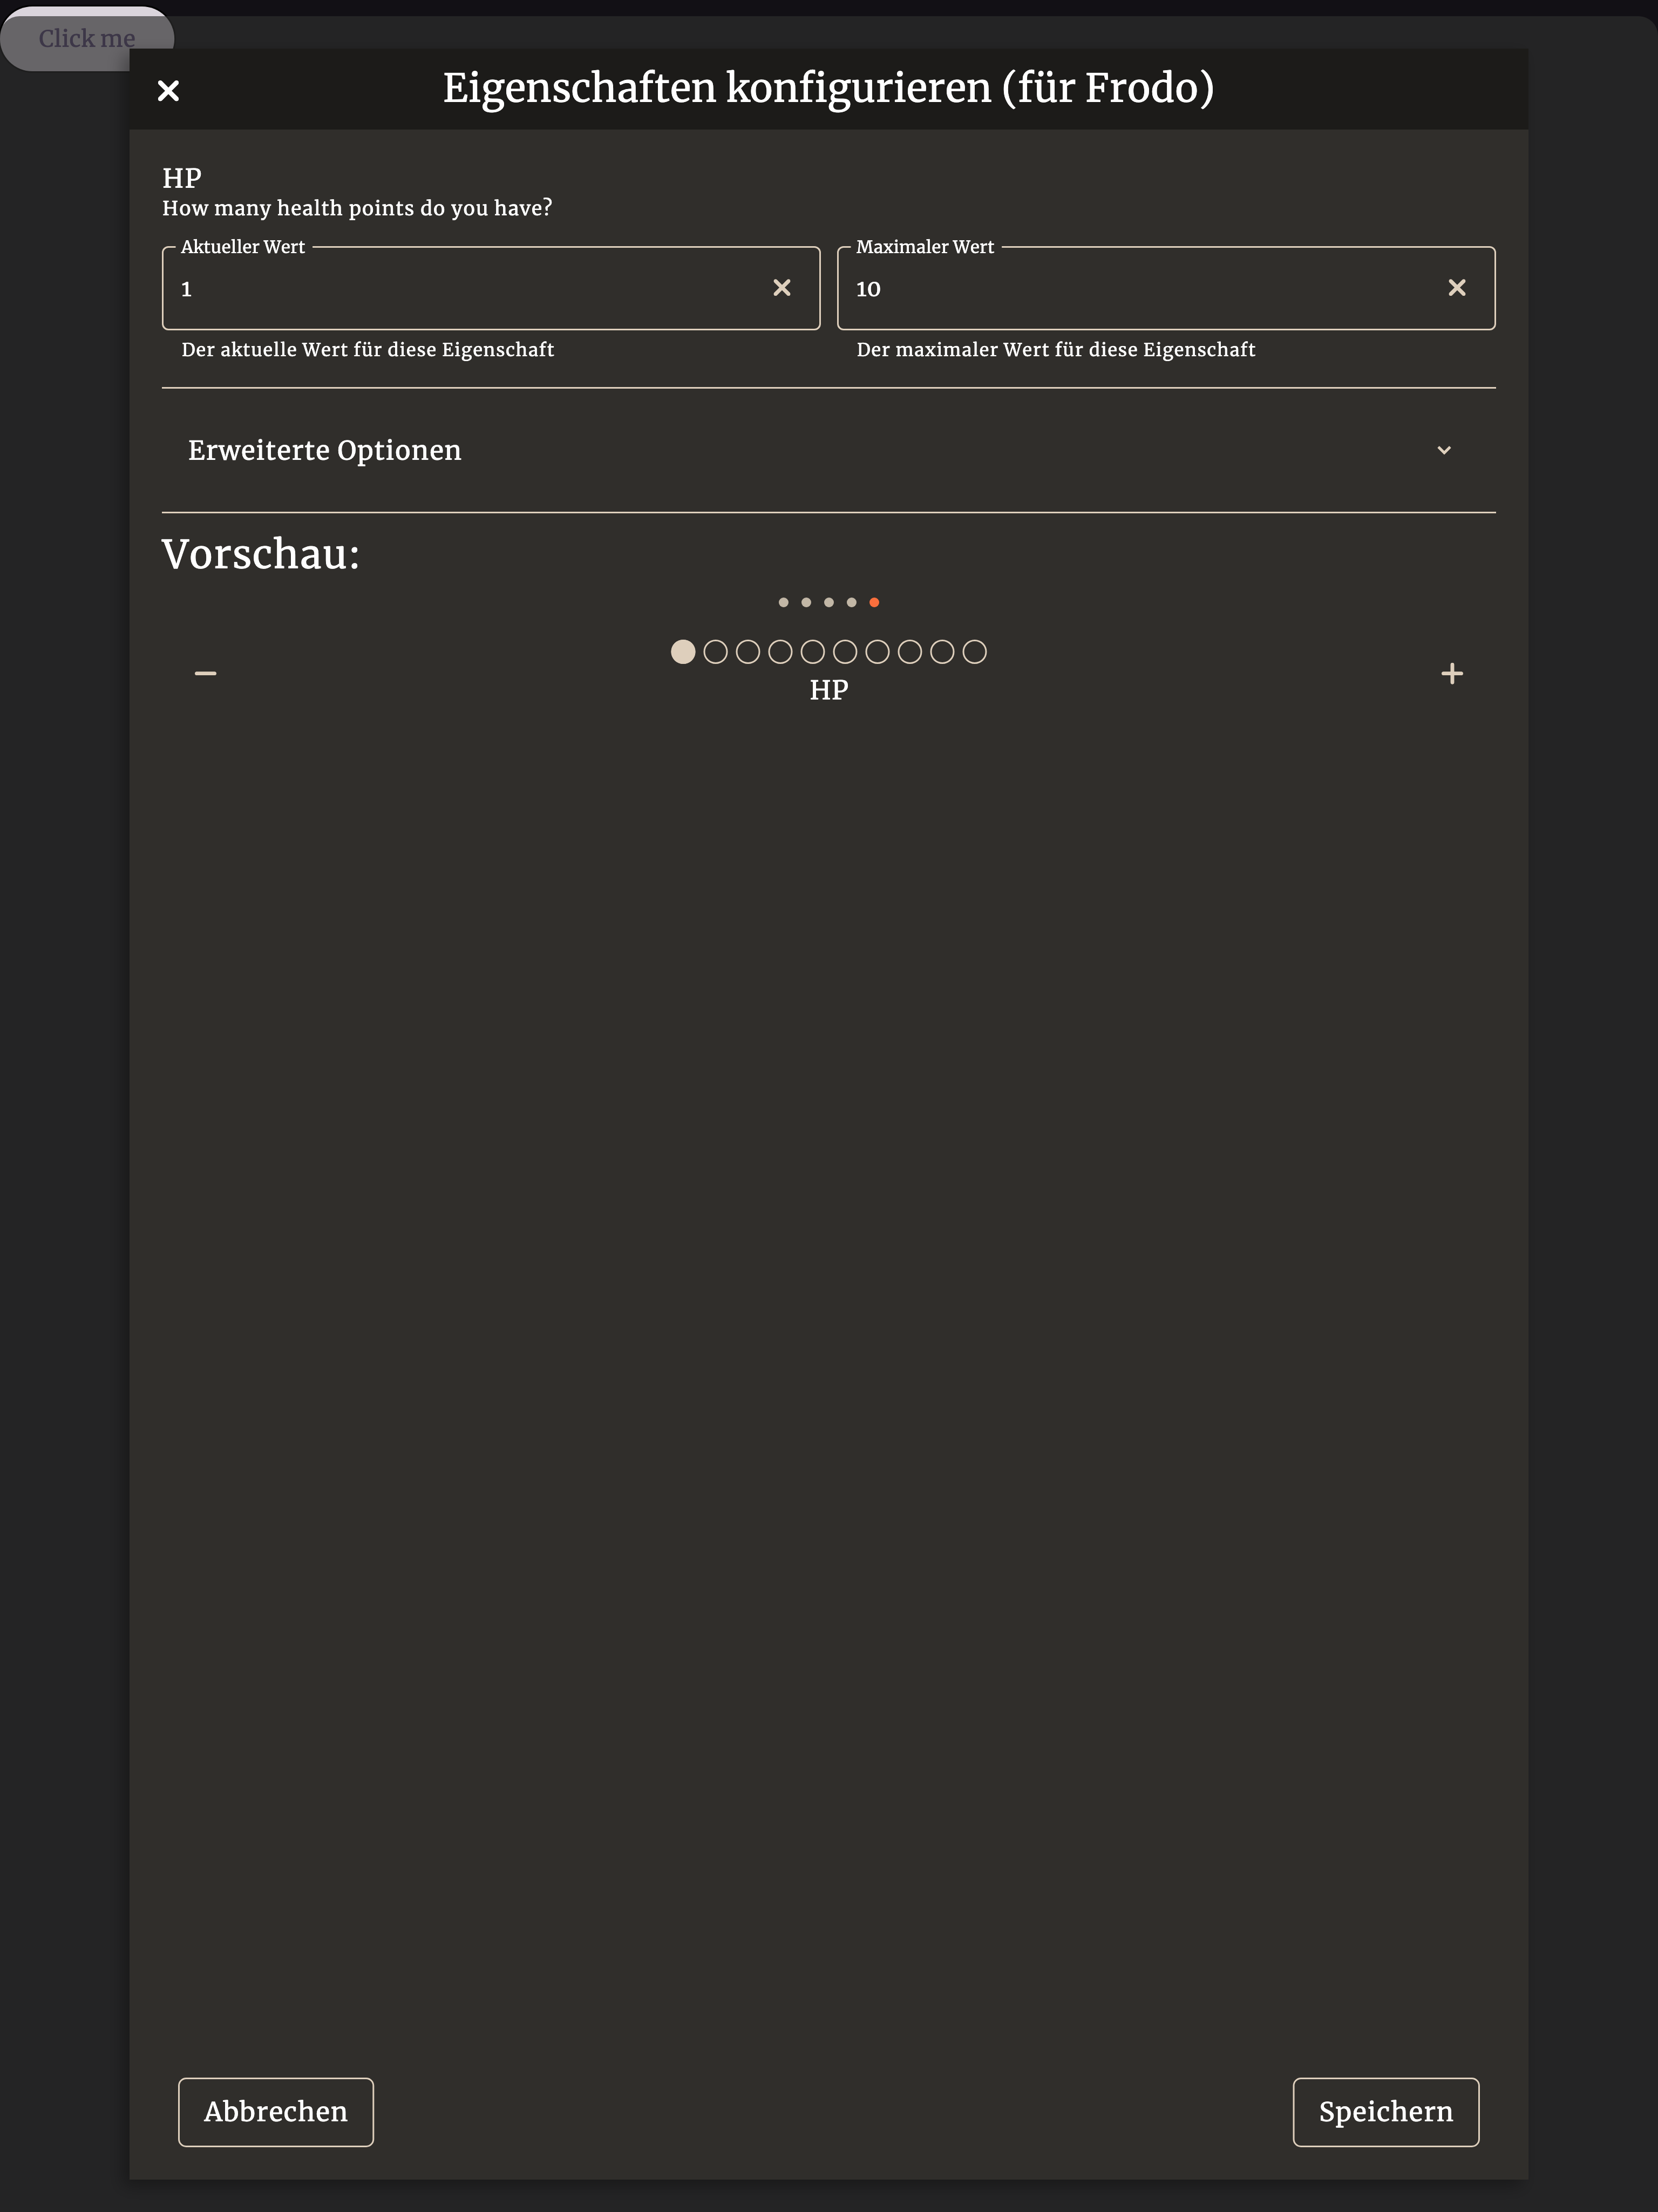 Click me
Eigenschaften konfigurieren (für Frodo)
HP
How many health points do you have?
Aktueller Wert
1
Der aktuelle Wert für diese Eigenschaft
Maximaler Wert
10
Der maximaler Wert für diese Eigenschaft
Erweiterte Optionen
Vorschau:
HP
Abbrechen
Speichern